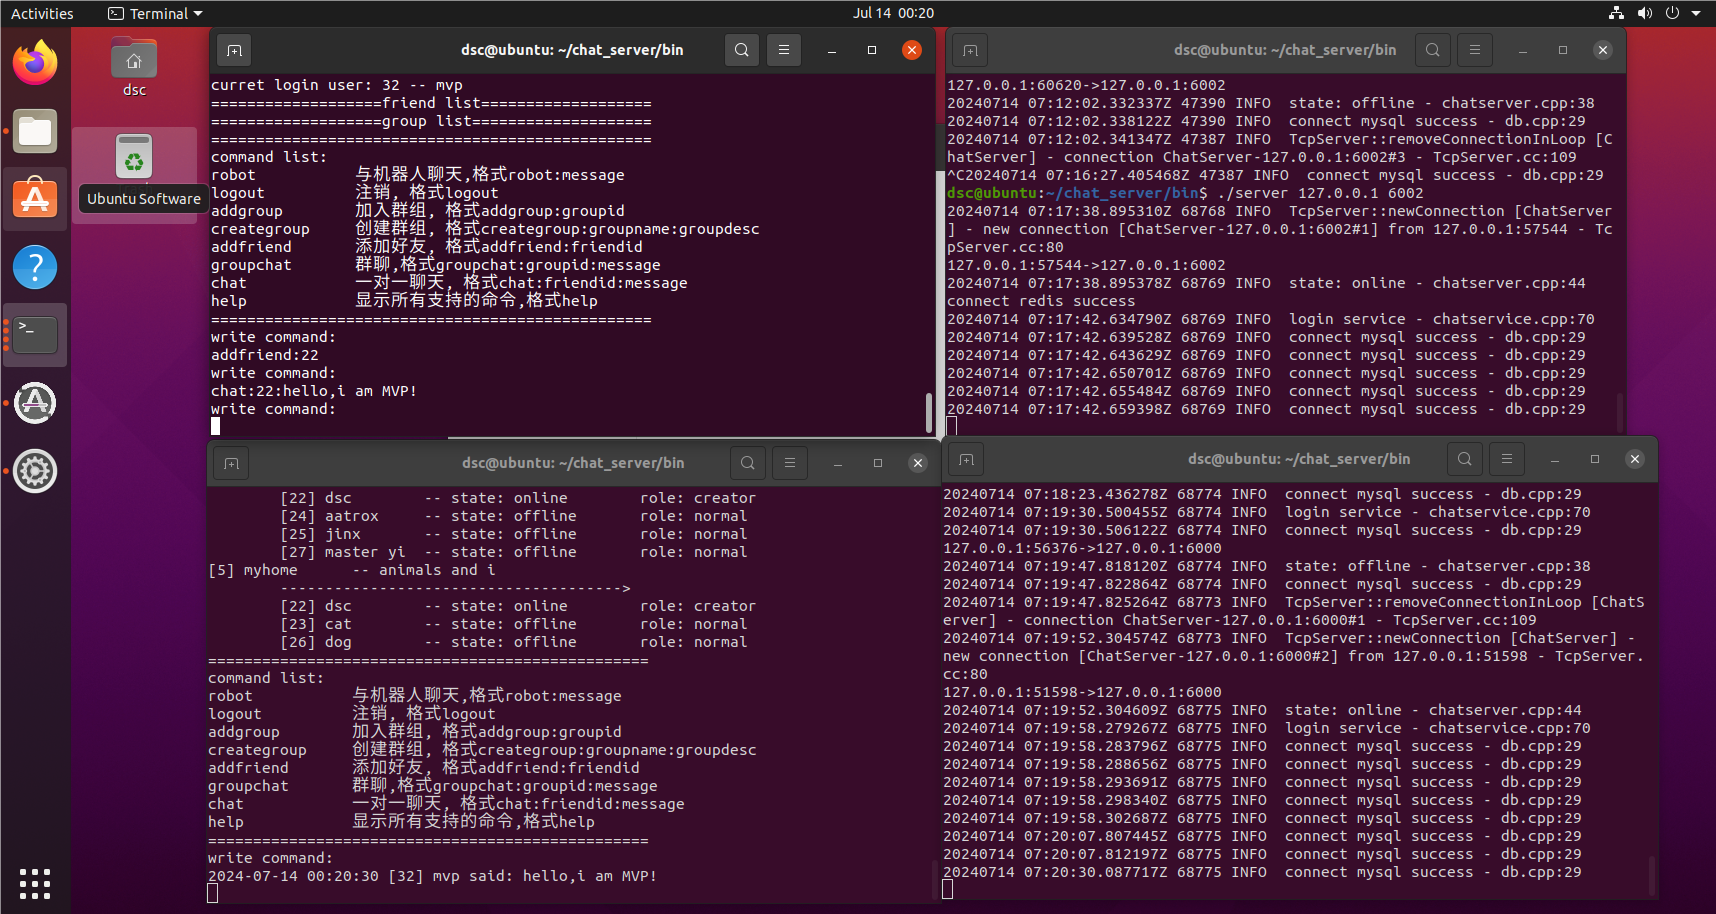 Activities
Terminal
Jul 14 00:20
dsc
Ubuntu Software
dsc@ubuntu: ~/chat_server/bin
curret login user: 32 -- mvp
===================friend list===================
===================group list====================
=================================================
command list:
robot 与机器人聊天,格式robot:message
logout 注销, 格式logout
addgroup 加入群组, 格式addgroup:groupid
creategroup 创建群组, 格式creategroup:groupname:groupdesc
addfriend 添加好友, 格式addfriend:friendid
groupchat 群聊,格式groupchat:groupid:message
chat 一对一聊天, 格式chat:friendid:message
help 显示所有支持的命令,格式help
=================================================
write command:
addfriend:22
write command:
chat:22:hello,i am MVP!
write command:
dsc@ubuntu: ~/chat_server/bin
127.0.0.1:60620->127.0.0.1:6002
20240714 07:12:02.332337Z 47390 INFO  state: offline - chatserver.cpp:38
20240714 07:12:02.338122Z 47390 INFO  connect mysql success - db.cpp:29
20240714 07:12:02.341347Z 47387 INFO  TcpServer::removeConnectionInLoop [C
hatServer] - connection ChatServer-127.0.0.1:6002#3 - TcpServer.cc:109
^C20240714 07:16:27.405468Z 47387 INFO  connect mysql success - db.cpp:29
dsc@ubuntu:~/chat_server/bin$ ./server 127.0.0.1 6002
20240714 07:17:38.895310Z 68768 INFO  TcpServer::newConnection [ChatServer
] - new connection [ChatServer-127.0.0.1:6002#1] from 127.0.0.1:57544 - Tc
pServer.cc:80
127.0.0.1:57544->127.0.0.1:6002
20240714 07:17:38.895378Z 68769 INFO  state: online - chatserver.cpp:44
connect redis success
20240714 07:17:42.634790Z 68769 INFO  login service - chatservice.cpp:70
20240714 07:17:42.639528Z 68769 INFO  connect mysql success - db.cpp:29
20240714 07:17:42.643629Z 68769 INFO  connect mysql success - db.cpp:29
20240714 07:17:42.650701Z 68769 INFO  connect mysql success - db.cpp:29
20240714 07:17:42.655484Z 68769 INFO  connect mysql success - db.cpp:29
20240714 07:17:42.659398Z 68769 INFO  connect mysql success - db.cpp:29
dsc@ubuntu: ~/chat_server/bin
[22] dsc -- state: online role: creator
[24] aatrox -- state: offline role: normal
[25] jinx -- state: offline role: normal
[27] master yi -- state: offline role: normal
[5] myhome -- animals and i
-------------------------------------->
[22] dsc -- state: online role: creator
[23] cat -- state: offline role: normal
[26] dog -- state: offline role: normal
=================================================
command list:
robot 与机器人聊天,格式robot:message
logout 注销, 格式logout
addgroup 加入群组, 格式addgroup:groupid
creategroup 创建群组, 格式creategroup:groupname:groupdesc
addfriend 添加好友, 格式addfriend:friendid
groupchat 群聊,格式groupchat:groupid:message
chat 一对一聊天, 格式chat:friendid:message
help 显示所有支持的命令,格式help
=================================================
write command:
2024-07-14 00:20:30 [32] mvp said: hello,i am MVP!
dsc@ubuntu: ~/chat_server/bin
20240714 07:18:23.436278Z 68774 INFO  connect mysql success - db.cpp:29
20240714 07:19:30.500455Z 68774 INFO  login service - chatservice.cpp:70
20240714 07:19:30.506122Z 68774 INFO  connect mysql success - db.cpp:29
127.0.0.1:56376->127.0.0.1:6000
20240714 07:19:47.818120Z 68774 INFO  state: offline - chatserver.cpp:38
20240714 07:19:47.822864Z 68774 INFO  connect mysql success - db.cpp:29
20240714 07:19:47.825264Z 68773 INFO  TcpServer::removeConnectionInLoop [ChatS
erver] - connection ChatServer-127.0.0.1:6000#1 - TcpServer.cc:109
20240714 07:19:52.304574Z 68773 INFO  TcpServer::newConnection [ChatServer] -
new connection [ChatServer-127.0.0.1:6000#2] from 127.0.0.1:51598 - TcpServer.
cc:80
127.0.0.1:51598->127.0.0.1:6000
20240714 07:19:52.304609Z 68775 INFO  state: online - chatserver.cpp:44
20240714 07:19:58.279267Z 68775 INFO  login service - chatservice.cpp:70
20240714 07:19:58.283796Z 68775 INFO  connect mysql success - db.cpp:29
20240714 07:19:58.288656Z 68775 INFO  connect mysql success - db.cpp:29
20240714 07:19:58.293691Z 68775 INFO  connect mysql success - db.cpp:29
20240714 07:19:58.298340Z 68775 INFO  connect mysql success - db.cpp:29
20240714 07:19:58.302687Z 68775 INFO  connect mysql success - db.cpp:29
20240714 07:20:07.807445Z 68775 INFO  connect mysql success - db.cpp:29
20240714 07:20:07.812197Z 68775 INFO  connect mysql success - db.cpp:29
20240714 07:20:30.087717Z 68775 INFO  connect mysql success - db.cpp:29